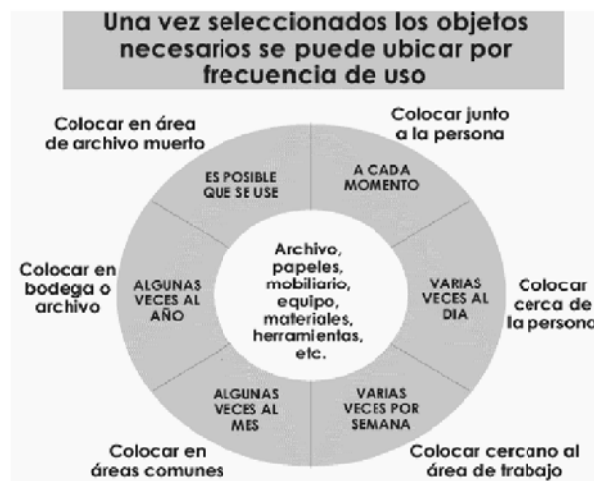 Una vez seleccionados los objetos
necesarios se puede ubicar por
frecuencia de uso
Colocar junto
a la persona
A CADA
MOMENTO
Colocar
cerca de
la persona
VARIAS
VECES AL
DIA
Colocar cercano al
área de trabajo
VARIAS
VECES POR
SEMANA
Colocar en
áreas comunes
ALGUNAS
VECES AL
MES
Colocar en
bodega o
archivo
ALGUNAS
VECES AL
AÑO
Colocar en área
de archivo muerto
ES POSIBLE
QUE SE USE
Archivo,
papeles,
mobiliario,
equipo,
materiales,
herramientas,
etc.